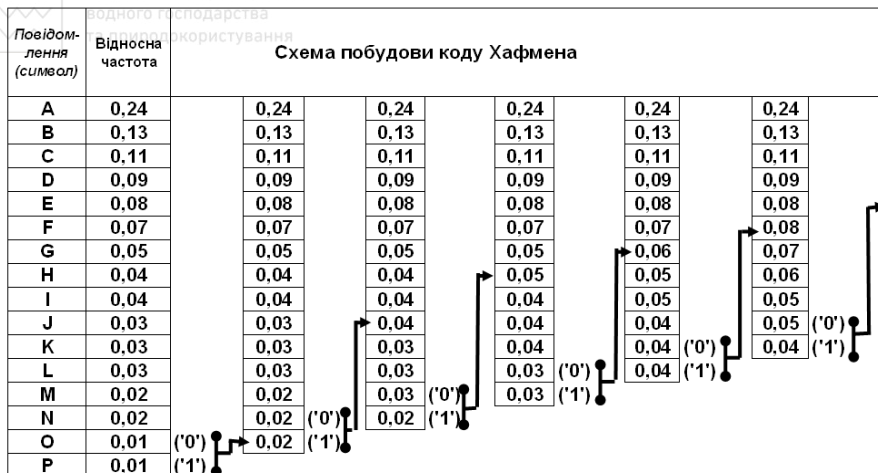 водного господарства
та природокористування
Повідом-
лення
(символ)
Відносна
частота
Схема побудови коду Хафмена
A 0,24 0,24 0,24 0,24 0,24 0,24
B 0,13 0,13 0,13 0,13 0,13 0,13
C 0,11 0,11 0,11 0,11 0,11 0,11
D 0,09 0,09 0,09 0,09 0,09 0,09
E 0,08 0,08 0,08 0,08 0,08 0,08
F 0,07 0,07 0,07 0,07 0,07 0,08
G 0,05 0,05 0,05 0,05 0,06 0,07
H 0,04 0,04 0,04 0,05 0,05 0,06
I 0,04 0,04 0,04 0,04 0,05 0,05
J 0,03 0,03 0,04 0,04 0,04 0,05 ('0')
K 0,03 0,03 0,03 0,04 0,04 ('0') 0,04 ('1')
L 0,03 0,03 0,03 0,03 ('0') 0,04 ('1')
M 0,02 0,02 0,03 ('0') 0,03 ('1')
N 0,02 0,02 ('0') 0,02 ('1')
O 0,01 ('0') 0,02 ('1')
P 0,01 ('1')